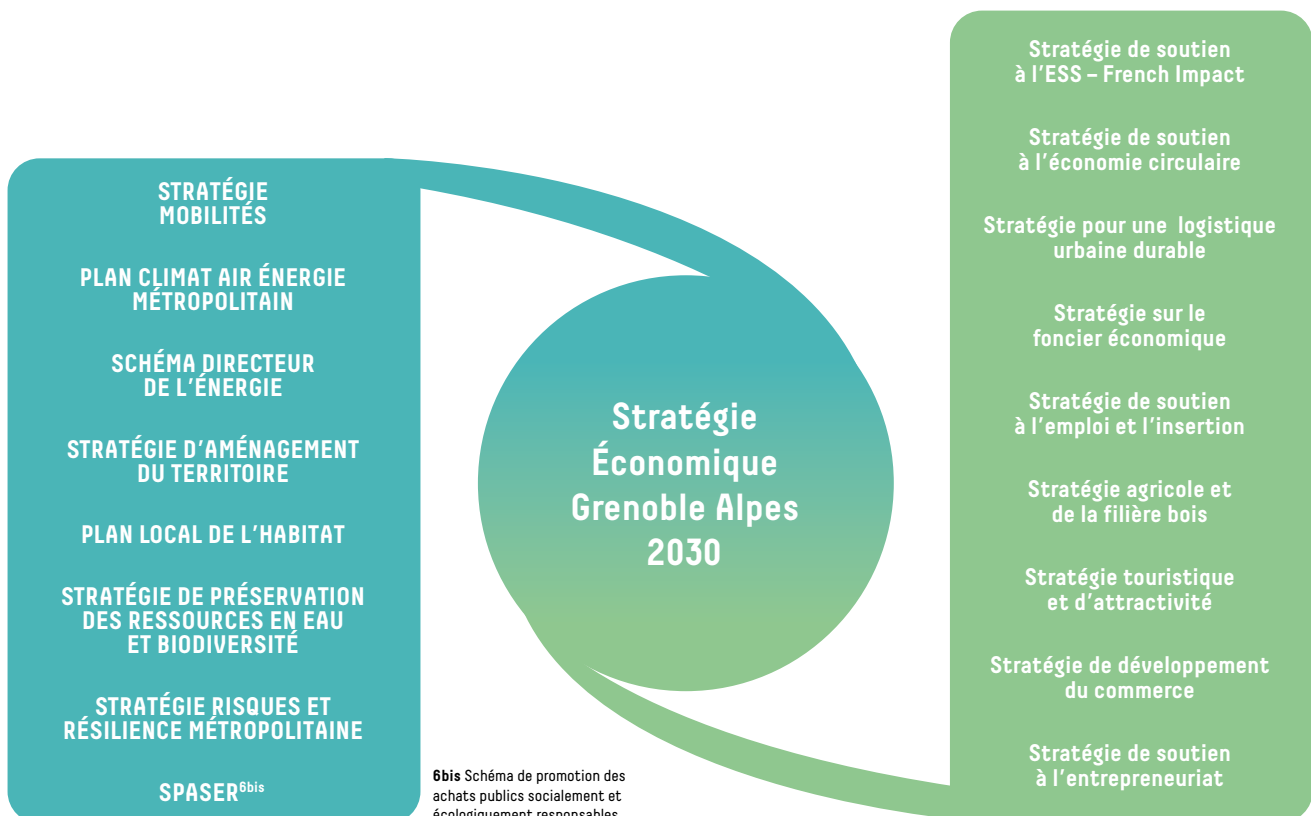 STRATÉGIE
MOBILITÉS
PLAN CLIMAT AIR ÉNERGIE
MÉTROPOLITAIN
SCHÉMA DIRECTEUR
DE L'ÉNERGIE
STRATÉGIE D'AMÉNAGEMENT
DU TERRITOIRE
PLAN LOCAL DE L'HABITAT
STRATÉGIE DE PRÉSERVATION
DES RESSOURCES EN EAU
ET BIODIVERSITÉ
STRATÉGIE RISQUES ET
RÉSILIENCE MÉTROPOLITAINE
SPASER6bis
6bis Schéma de promotion des
achats publics socialement et
écologiquement responsables
Stratégie
Économique
Grenoble Alpes
2030
Stratégie de soutien
à l'ESS – French Impact
Stratégie de soutien
à l'économie circulaire
Stratégie pour une logistique
urbaine durable
Stratégie sur le
foncier économique
Stratégie de soutien
à l'emploi et l'insertion
Stratégie agricole et
de la filière bois
Stratégie touristique
et d'attractivité
Stratégie de développement
du commerce
Stratégie de soutien
à l'entrepreneuriat